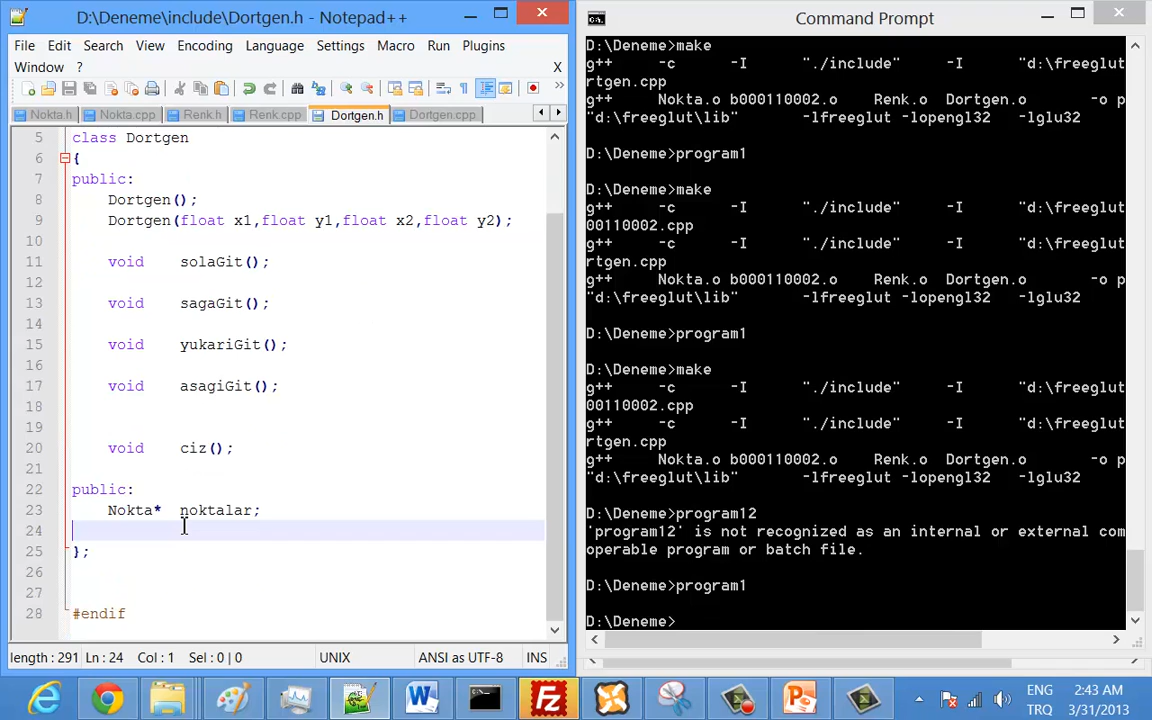 D:\Deneme\include\Dortgen.h - Notepad++
File Edit Search View Encoding Language Settings Macro Run Plugins
Window ? X
Nokta.h Nokta.cpp Renk.h Renk.cpp Dortgen.h Dortgen.cpp
5 class Dortgen
6 {
7 public:
8 Dortgen();
9 Dortgen(float x1,float y1,float x2,float y2);
10
11 void solaGit();
12
13 void sagaGit();
14
15 void yukariGit();
16
17 void asagiGit();
18
19
20 void ciz();
21
22 public:
23 Nokta* noktalar;
24
25 };
26
27
28 #endif
length : 291 Ln : 24 Col : 1 Sel : 0 | 0 UNIX ANSI as UTF-8 INS
Command Prompt
D:\Deneme>make
g++ -c -I "./include" -I "d:\freeglut
rtgen.cpp
g++ Nokta.o b000110002.o Renk.o Dortgen.o -o p
"d:\freeglut\lib" -lfreeglut -lopengl32 -lglu32
D:\Deneme>program1
D:\Deneme>make
g++ -c -I "./include" -I "d:\freeglut
00110002.cpp
g++ -c -I "./include" -I "d:\freeglut
rtgen.cpp
g++ Nokta.o b000110002.o Renk.o Dortgen.o -o p
"d:\freeglut\lib" -lfreeglut -lopengl32 -lglu32
D:\Deneme>program1
D:\Deneme>make
g++ -c -I "./include" -I "d:\freeglut
00110002.cpp
g++ -c -I "./include" -I "d:\freeglut
rtgen.cpp
g++ Nokta.o b000110002.o Renk.o Dortgen.o -o p
"d:\freeglut\lib" -lfreeglut -lopengl32 -lglu32
D:\Deneme>program12
'program12' is not recognized as an internal or external com
operable program or batch file.
D:\Deneme>program1
D:\Deneme>
ENG 2:43 AM
TRQ 3/31/2013